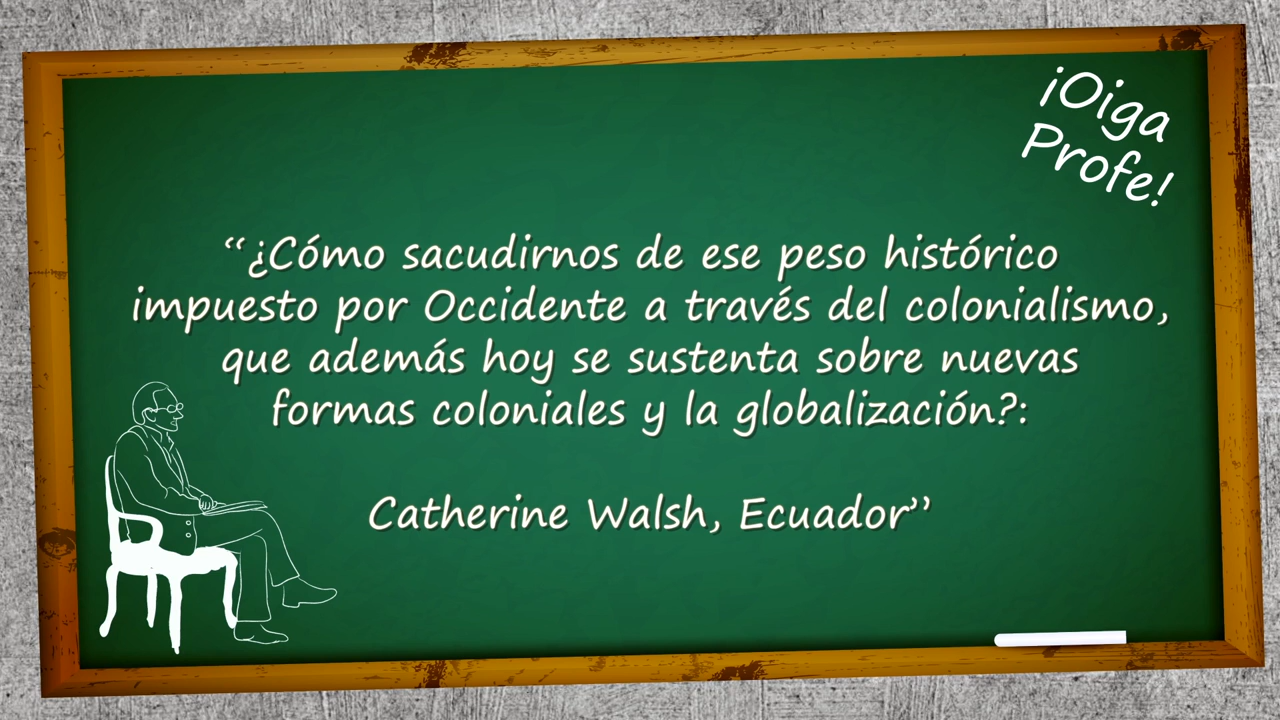 ¡Oiga
Profe!
“¿Cómo sacudirnos de ese peso histórico
impuesto por Occidente a través del colonialismo,
que además hoy se sustenta sobre nuevas
formas coloniales y la globalización?:
Catherine Walsh, Ecuador”